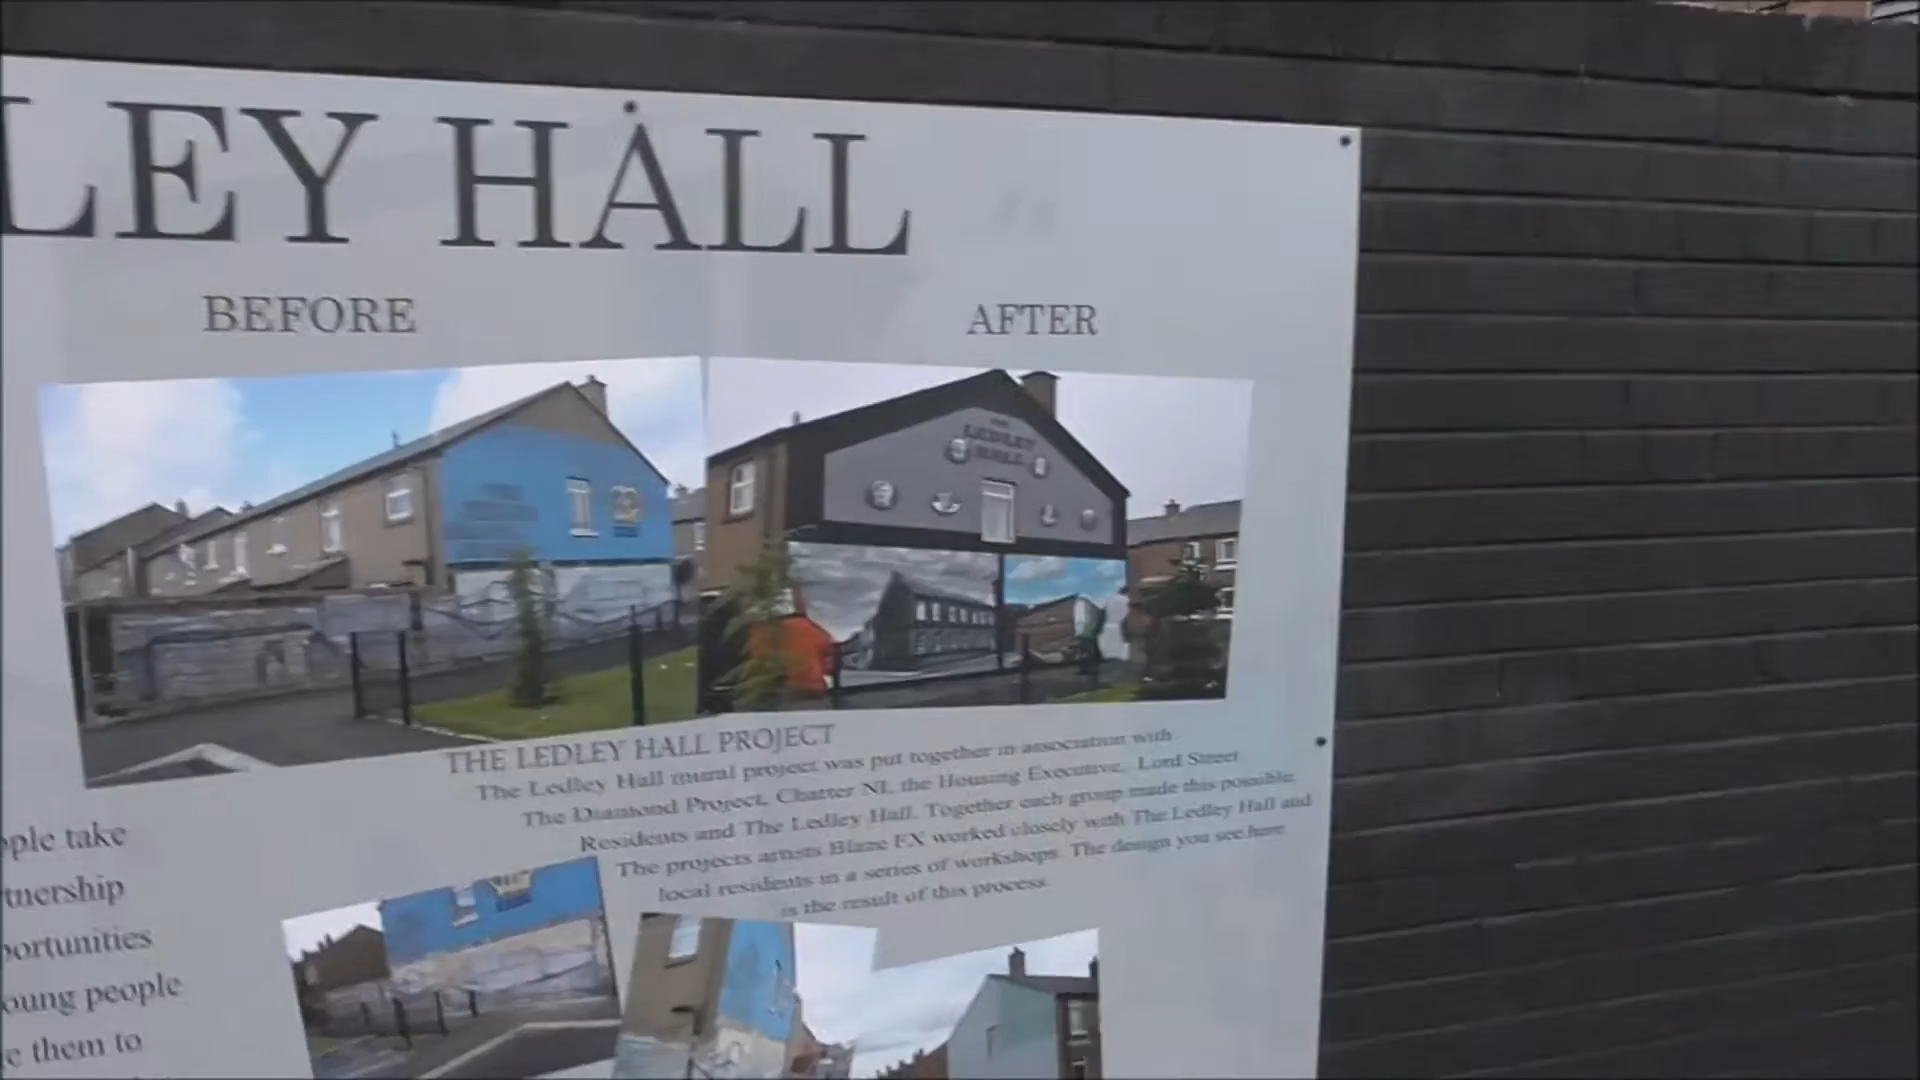 LEY HALL
BEFORE
AFTER
THE LEDLEY HALL
THE LEDLEY HALL PROJECT
The Ledley Hall mural project was put together in association with
The Diamond Project, Charter NI, the Housing Executive, Lord Street
Residents and The Ledley Hall. Together each group made this possible.
The projects artists Blaze FX worked closely with The Ledley Hall and
local residents in a series of workshops. The design you see here
is the result of this process.
ople take
tnership
portunities
oung people
e them to